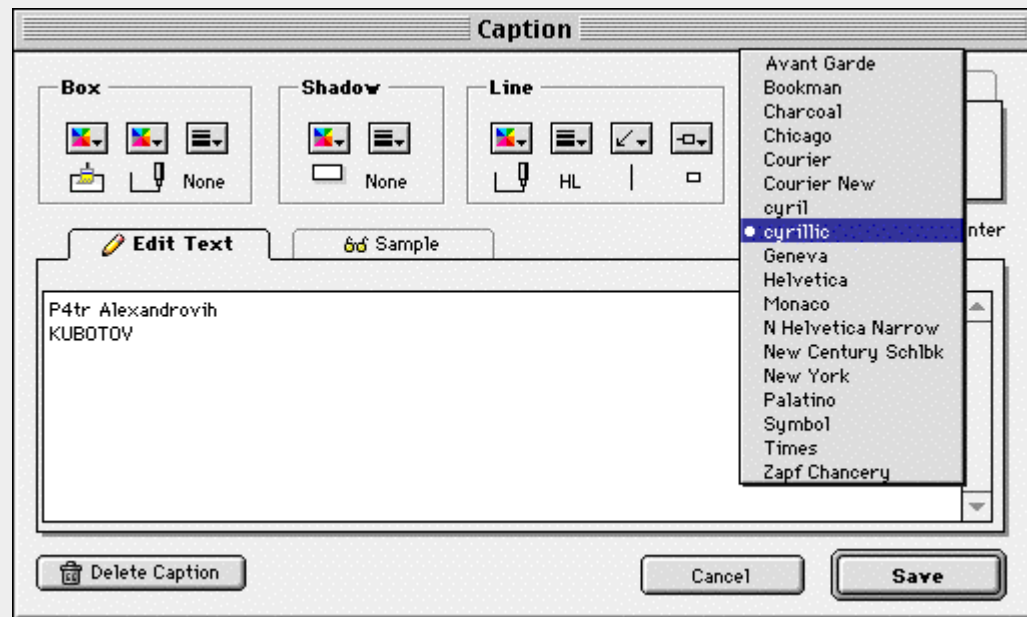 Caption
Box
Shadow
Line
None
None
HL
Edit Text
Sample
nter
P4tr Alexandrovih
KUBOTOV
Avant Garde
Bookman
Charcoal
Chicago
Courier
Courier New
cyril
cyrillic
Geneva
Helvetica
Monaco
N Helvetica Narrow
New Century Schlbk
New York
Palatino
Symbol
Times
Zapf Chancery
Delete Caption
Cancel
Save